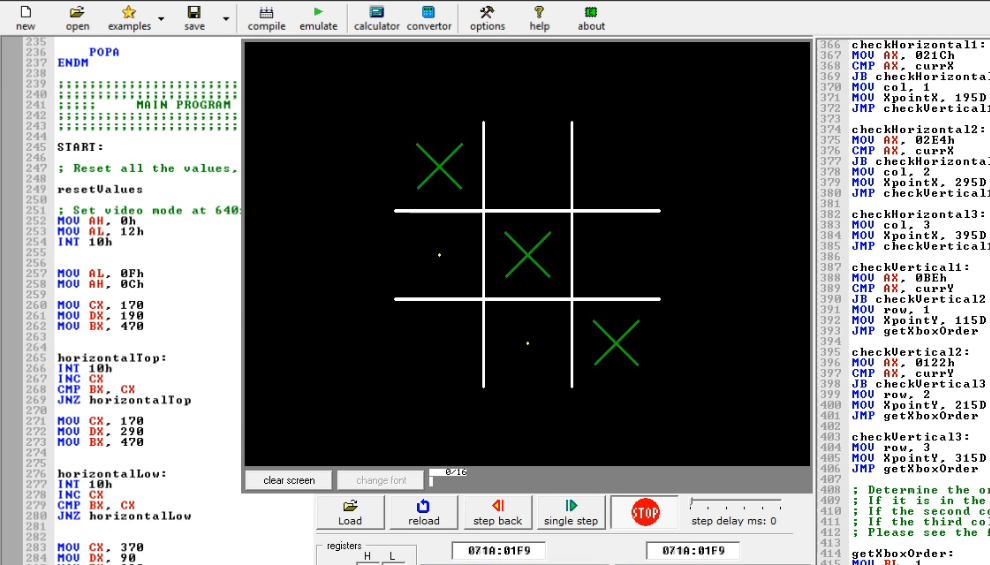 new open examples save compile emulate calculator convertor options help about
235
236 POPA
237 ENDM
238
239 ;;;;;;;;;;;;;;;;;;;;;;;;;;
240 ;;;;;;;;;;;;;;;;;;;;;;;;;;
241 ;;;;; MAIN PROGRAM
242 ;;;;;;;;;;;;;;;;;;;;;;;;;;
243 ;;;;;;;;;;;;;;;;;;;;;;;;;;
244
245 START:
246
247 ; Reset all the values,
248
249 resetValues
250
251 ; Set video mode at 640
252 MOV AH, 0h
253 MOV AL, 12h
254 INT 10h
255
256
257 MOV AL, 0Fh
258 MOV AH, 0Ch
259
260 MOV CX, 170
261 MOV DX, 190
262 MOV BX, 470
263
264
265 horizontalTop:
266 INT 10h
267 INC CX
268 CMP BX, CX
269 JNZ horizontalTop
270
271 MOV CX, 170
272 MOV DX, 290
273 MOV BX, 470
274
275
276 horizontalLow:
277 INT 10h
278 INC CX
279 CMP BX, CX
280 JNZ horizontalLow
281
282
283 MOV CX, 370
284 MOV DX, 90
285 MOV BX,
clear screen change font 0/16
Load reload step back single step STOP step delay ms: 0
registers
H L
071A:01F9 071A:01F9
366 checkHorizontal1:
367 MOV AX, 021Ch
368 CMP AX, currX
369 JB checkHorizonta
370 MOV col, 1
371 MOV XpointX, 195D
372 JMP checkVertical1
373
374 checkHorizontal2:
375 MOV AX, 02E4h
376 CMP AX, currX
377 JB checkHorizonta
378 MOV col, 2
379 MOV XpointX, 295D
380 JMP checkVertical1
381
382 checkHorizontal3:
383 MOV col, 3
384 MOV XpointX, 395D
385 JMP checkVertical1
386
387 checkVertical1:
388 MOV AX, 0BEh
389 CMP AX, currY
390 JB checkVertical2
391 MOV row, 1
392 MOV XpointY, 115D
393 JMP getXboxOrder
394
395 checkVertical2:
396 MOV AX, 0122h
397 CMP AX, currY
398 JB checkVertical3
399 MOV row, 2
400 MOV XpointY, 215D
401 JMP getXboxOrder
402
403 checkVertical3:
404 MOV row, 3
405 MOV XpointY, 315D
406 JMP getXboxOrder
407
408 ; Determine the or
409 ; If it is in the
410 ; If the second co
411 ; If the third col
412 ; Please see the f
413
414 getXboxOrder:
415 MOV BL, 1